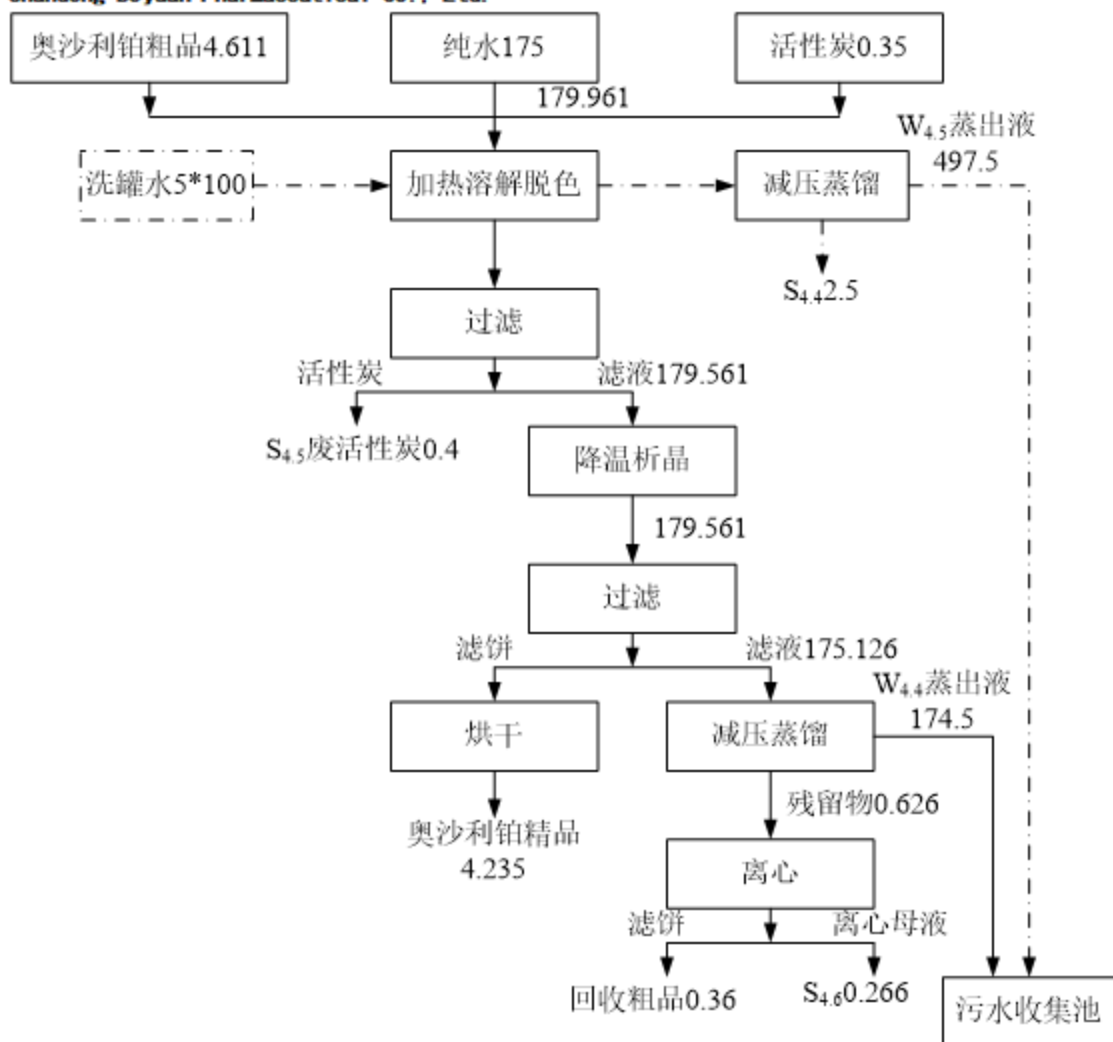 奥沙利铂粗品4.611
纯水175
活性炭0.35
179.961
W4.5蒸出液
497.5
洗罐水5*100
加热溶解脱色
减压蒸馏
S4.42.5
过滤
活性炭
滤液179.561
S4.5废活性炭0.4
降温析晶
179.561
过滤
滤饼
滤液175.126
W4.4蒸出液
174.5
烘干
减压蒸馏
残留物0.626
奥沙利铂精品
4.235
离心
滤饼
离心母液
回收粗品0.36
S4.60.266
污水收集池